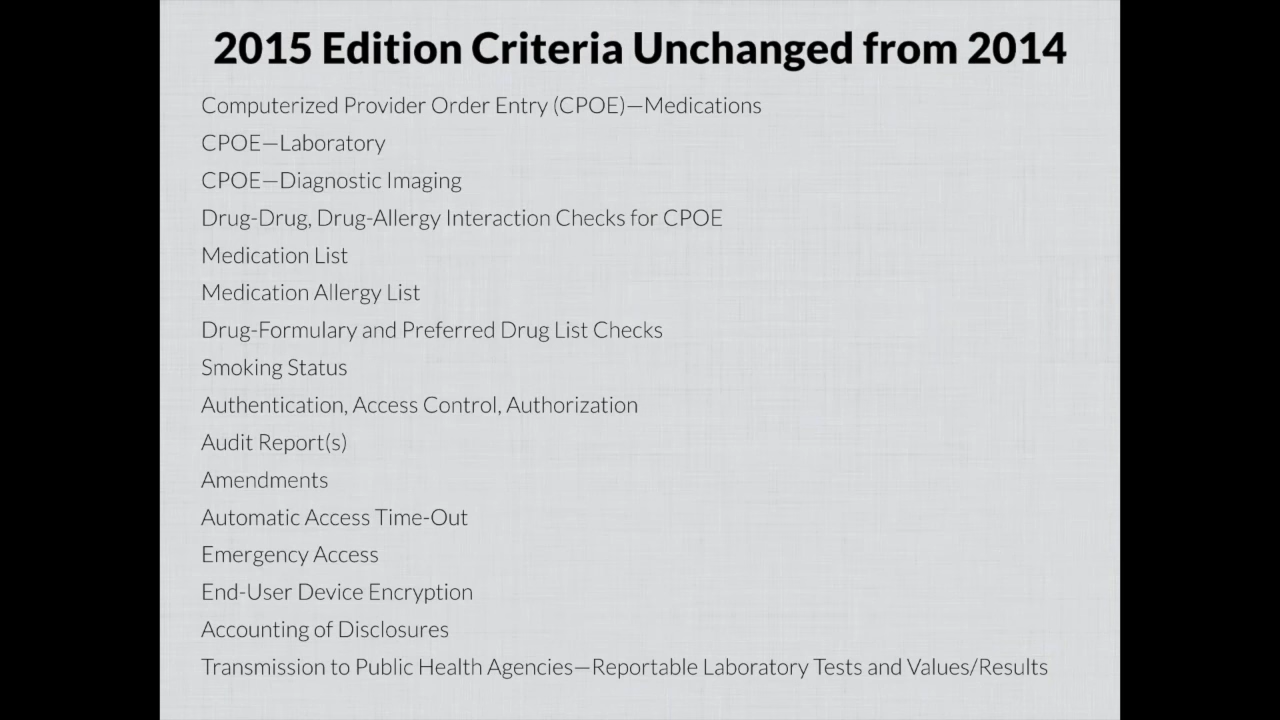 2015 Edition Criteria Unchanged from 2014
Computerized Provider Order Entry (CPOE)—Medications
CPOE—Laboratory
CPOE—Diagnostic Imaging
Drug-Drug, Drug-Allergy Interaction Checks for CPOE
Medication List
Medication Allergy List
Drug-Formulary and Preferred Drug List Checks
Smoking Status
Authentication, Access Control, Authorization
Audit Report(s)
Amendments
Automatic Access Time-Out
Emergency Access
End-User Device Encryption
Accounting of Disclosures
Transmission to Public Health Agencies—Reportable Laboratory Tests and Values/Results